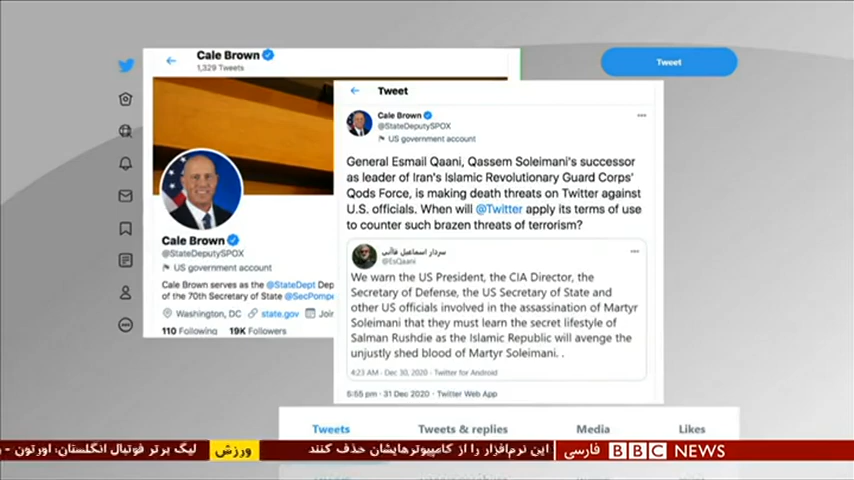 Cale Brown
1,329 Tweets
Tweet
Tweet
Cale Brown
@StateDeputySPOX
US government account
General Esmail Qaani, Qassem Soleimani's successor
as leader of Iran's Islamic Revolutionary Guard Corps'
Qods Force, is making death threats on Twitter against
U.S. officials. When will @Twitter apply its terms of use
to counter such brazen threats of terrorism?
سردار اسماعیل قاآنی
@EsQaani
We warn the US President, the CIA Director, the
Secretary of Defense, the US Secretary of State and
other US officials involved in the assassination of Martyr
Soleimani that they must learn the secret lifestyle of
Salman Rushdie as the Islamic Republic will avenge the
unjustly shed blood of Martyr Soleimani. .
4:23 AM - Dec 30, 2020 - Twitter for Android
5:55 pm · 31 Dec 2020 · Twitter Web App
Cale Brown
@StateDeputySPOX
US government account
Cale Brown serves as the @StateDept Dep
of the 70th Secretary of State @SecPompe
Washington, DC state.gov Join
110 Following 19K Followers
Tweets Tweets & replies Media Likes
BBC NEWS فارسی
این نرم‌افزار را از کامپیوترهایشان حذف کنند
ورزش
لیگ برتر فوتبال انگلستان: اورتون -